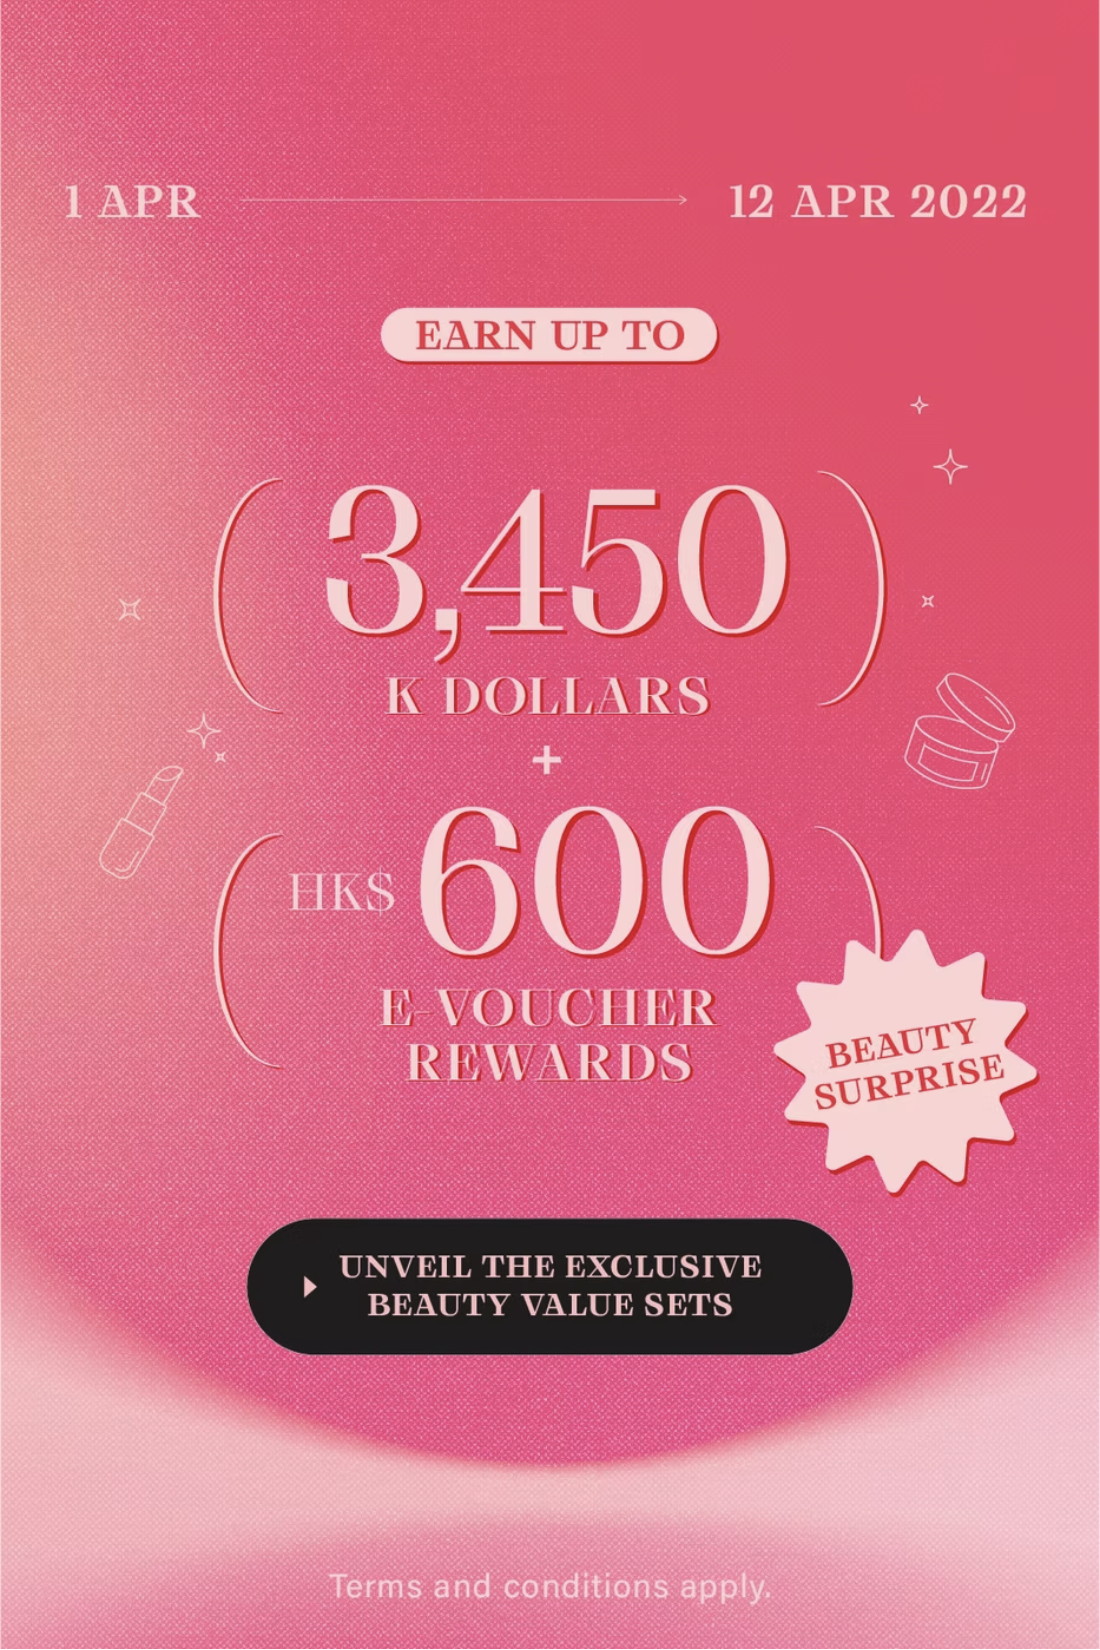 1 APR 12 APR 2022
EARN UP TO
3,450
K DOLLARS
+
HK$ 600
E-VOUCHER
REWARDS
BEAUTY
SURPRISE
UNVEIL THE EXCLUSIVE
BEAUTY VALUE SETS
Terms and conditions apply.